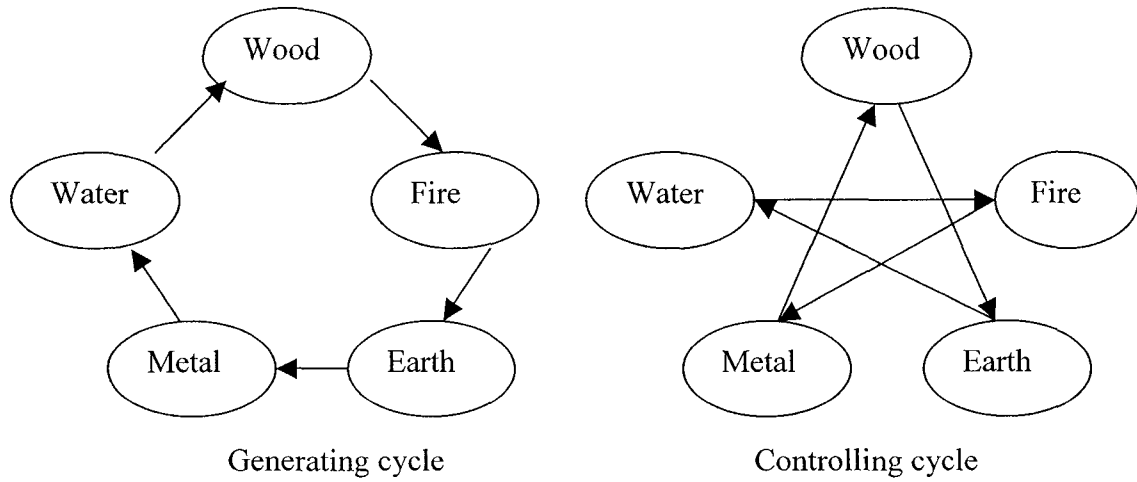 Wood
Water
Fire
Metal
Earth
Generating cycle
Wood
Water
Fire
Metal
Earth
Controlling cycle